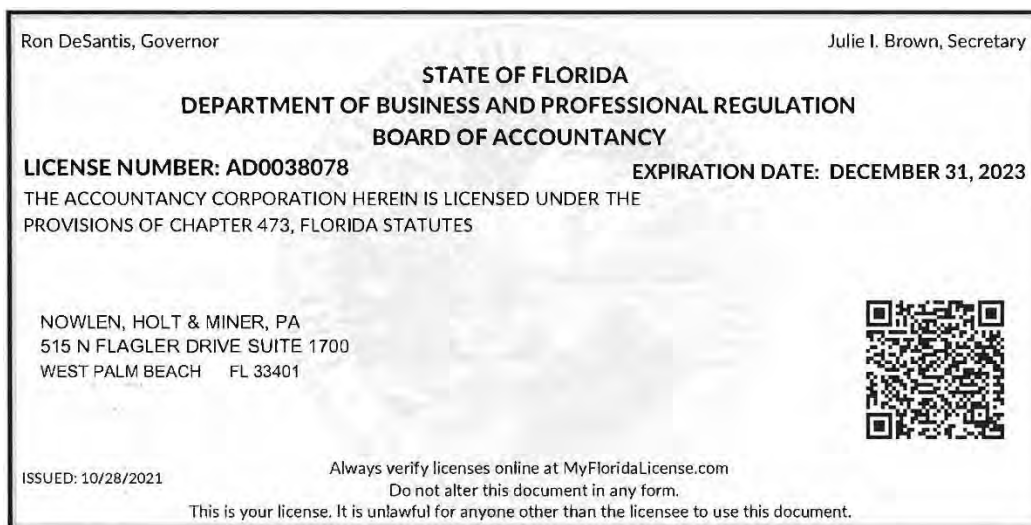 Ron DeSantis, Governor
Julie I. Brown, Secretary
STATE OF FLORIDA
DEPARTMENT OF BUSINESS AND PROFESSIONAL REGULATION
BOARD OF ACCOUNTANCY
LICENSE NUMBER: AD0038078
EXPIRATION DATE: DECEMBER 31, 2023
THE ACCOUNTANCY CORPORATION HEREIN IS LICENSED UNDER THE
PROVISIONS OF CHAPTER 473, FLORIDA STATUTES
NOWLEN, HOLT & MINER, PA
515 N FLAGLER DRIVE SUITE 1700
WEST PALM BEACH FL 33401
ISSUED: 10/28/2021
Always verify licenses online at MyFloridaLicense.com
Do not alter this document in any form.
This is your license. It is unlawful for anyone other than the licensee to use this document.